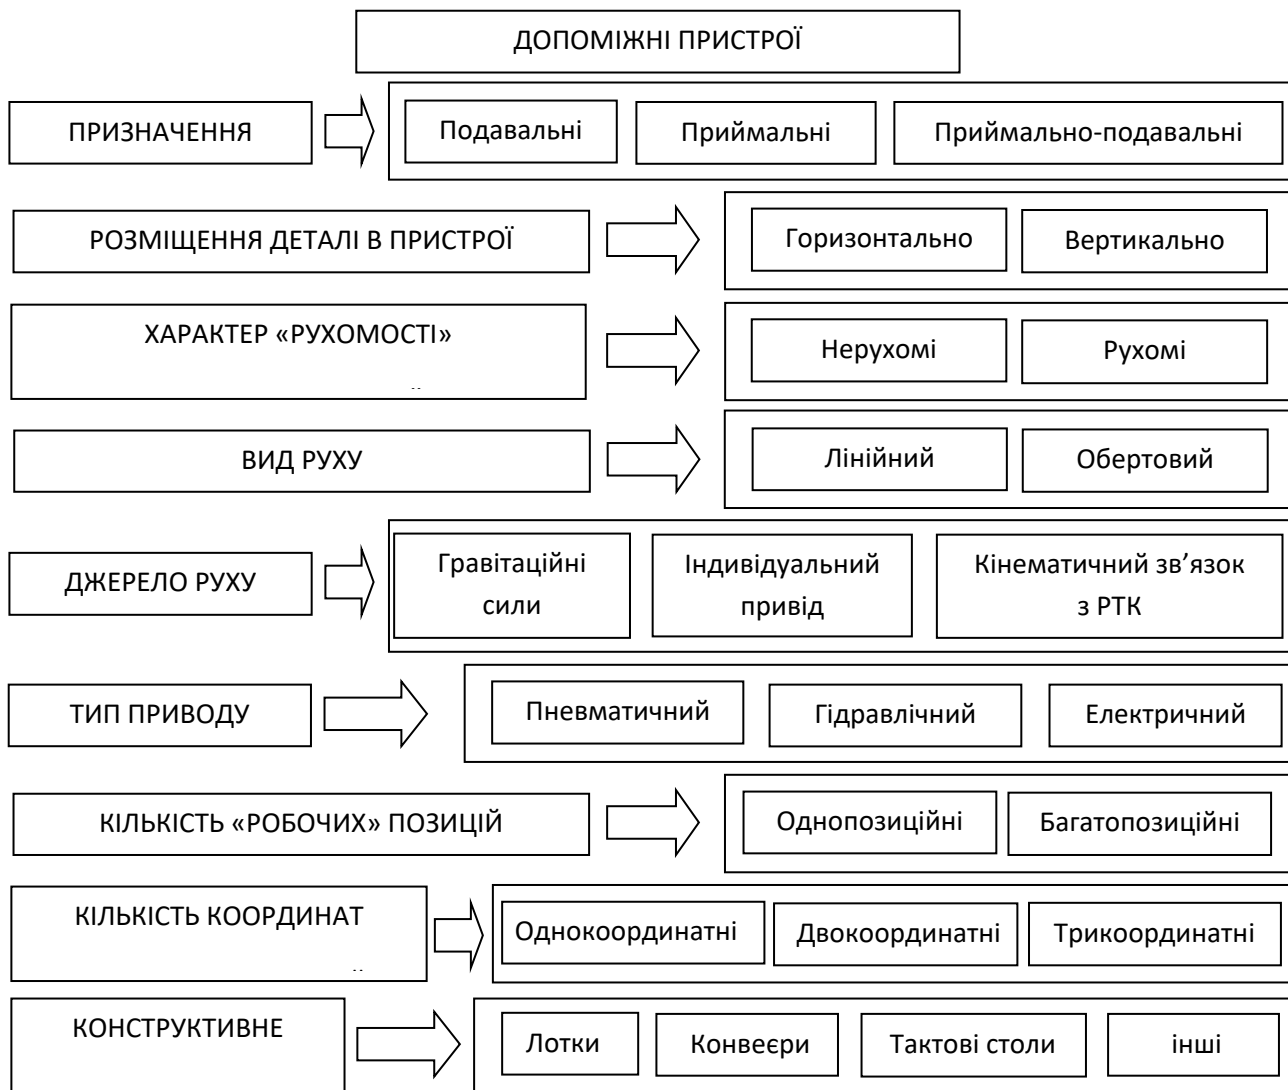 ДОПОМІЖНІ ПРИСТРОЇ
ПРИЗНАЧЕННЯ
Подавальні
Приймальні
Приймально-подавальні
РОЗМІЩЕННЯ ДЕТАЛІ В ПРИСТРОЇ
Горизонтально
Вертикально
ХАРАКТЕР «РУХОМОСТІ»
Нерухомі
Рухомі
ВИД РУХУ
Лінійний
Обертовий
ДЖЕРЕЛО РУХУ
Гравітаційні
сили
Індивідуальний
привід
Кінематичний зв’язок
з РТК
ТИП ПРИВОДУ
Пневматичний
Гідравлічний
Електричний
КІЛЬКІСТЬ «РОБОЧИХ» ПОЗИЦІЙ
Однопозиційні
Багатопозиційні
КІЛЬКІСТЬ КООРДИНАТ
Однокоординатні
Двокоординатні
Трикоординатні
КОНСТРУКТИВНЕ
Лотки
Конвеєри
Тактові столи
інші